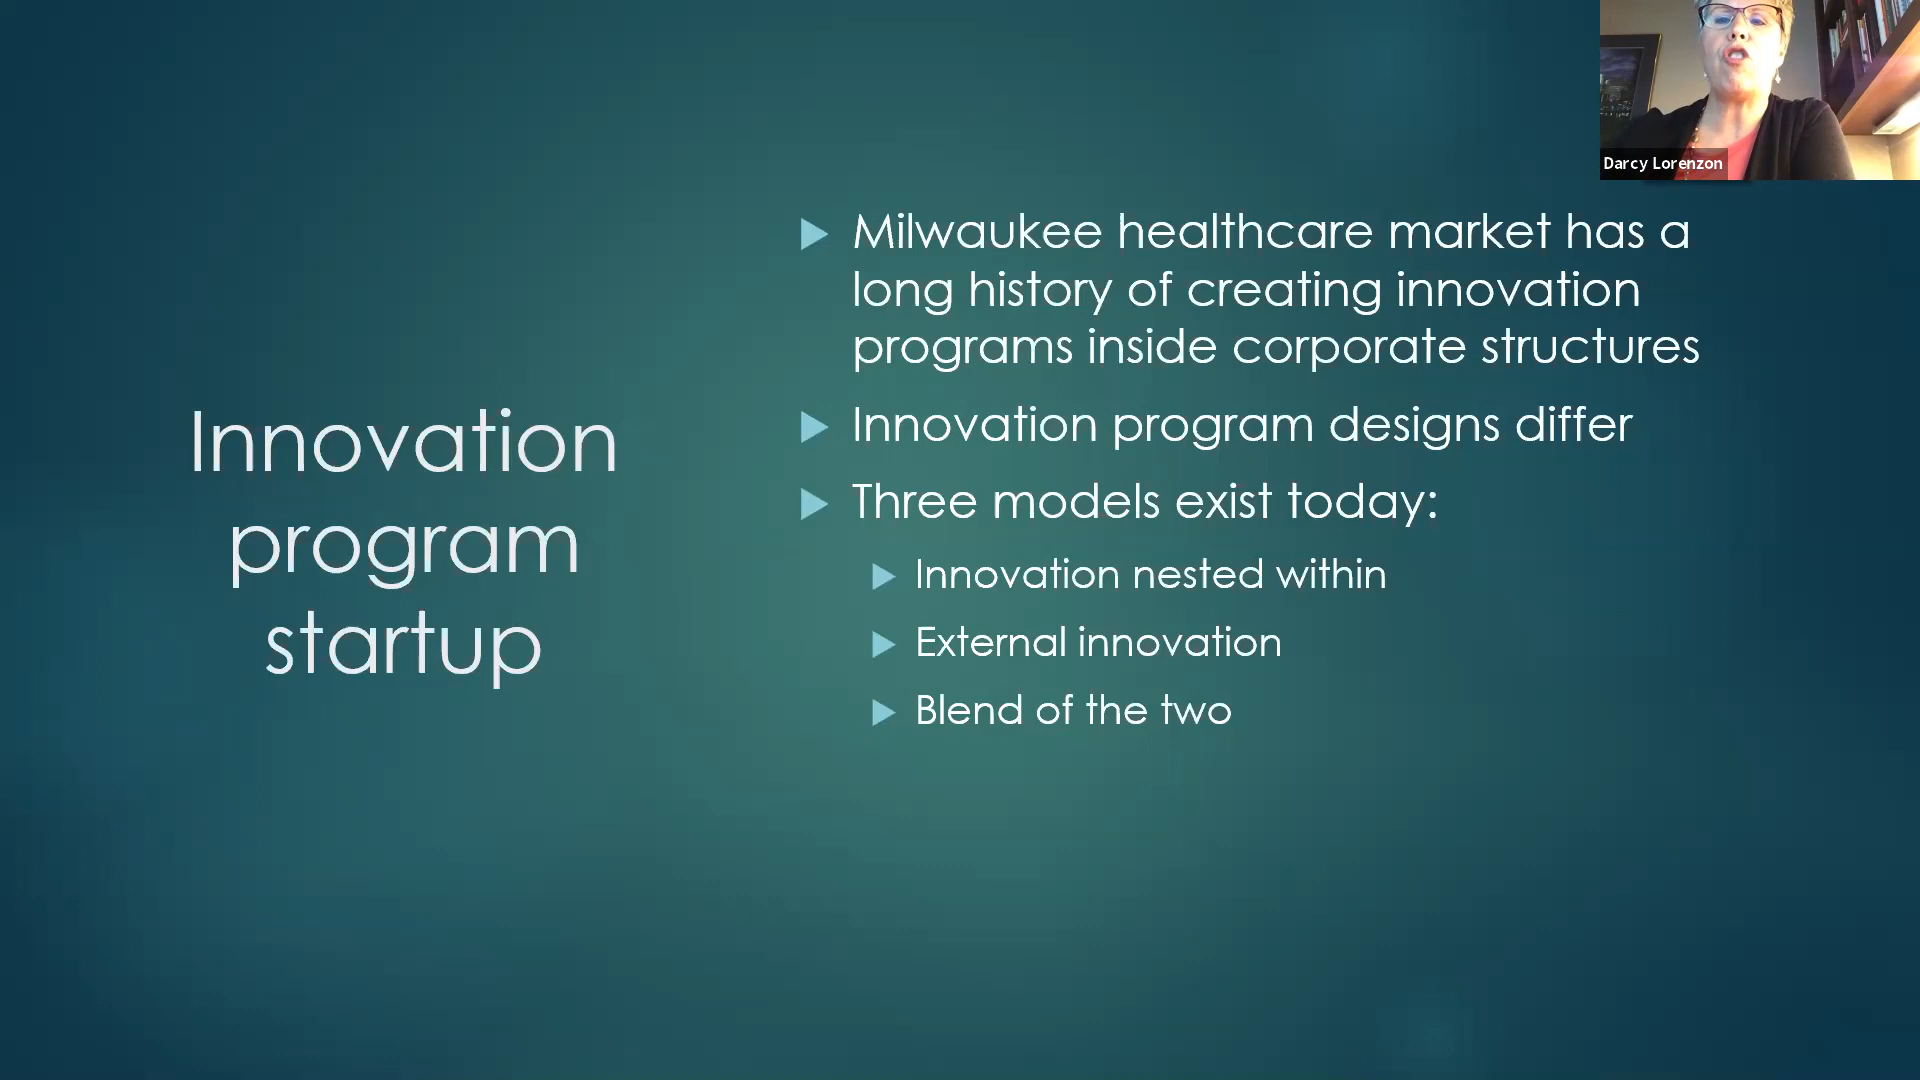 Darcy Lorenzon
Innovation
program
startup
Milwaukee healthcare market has a
long history of creating innovation
programs inside corporate structures
Innovation program designs differ
Three models exist today:
Innovation nested within
External innovation
Blend of the two